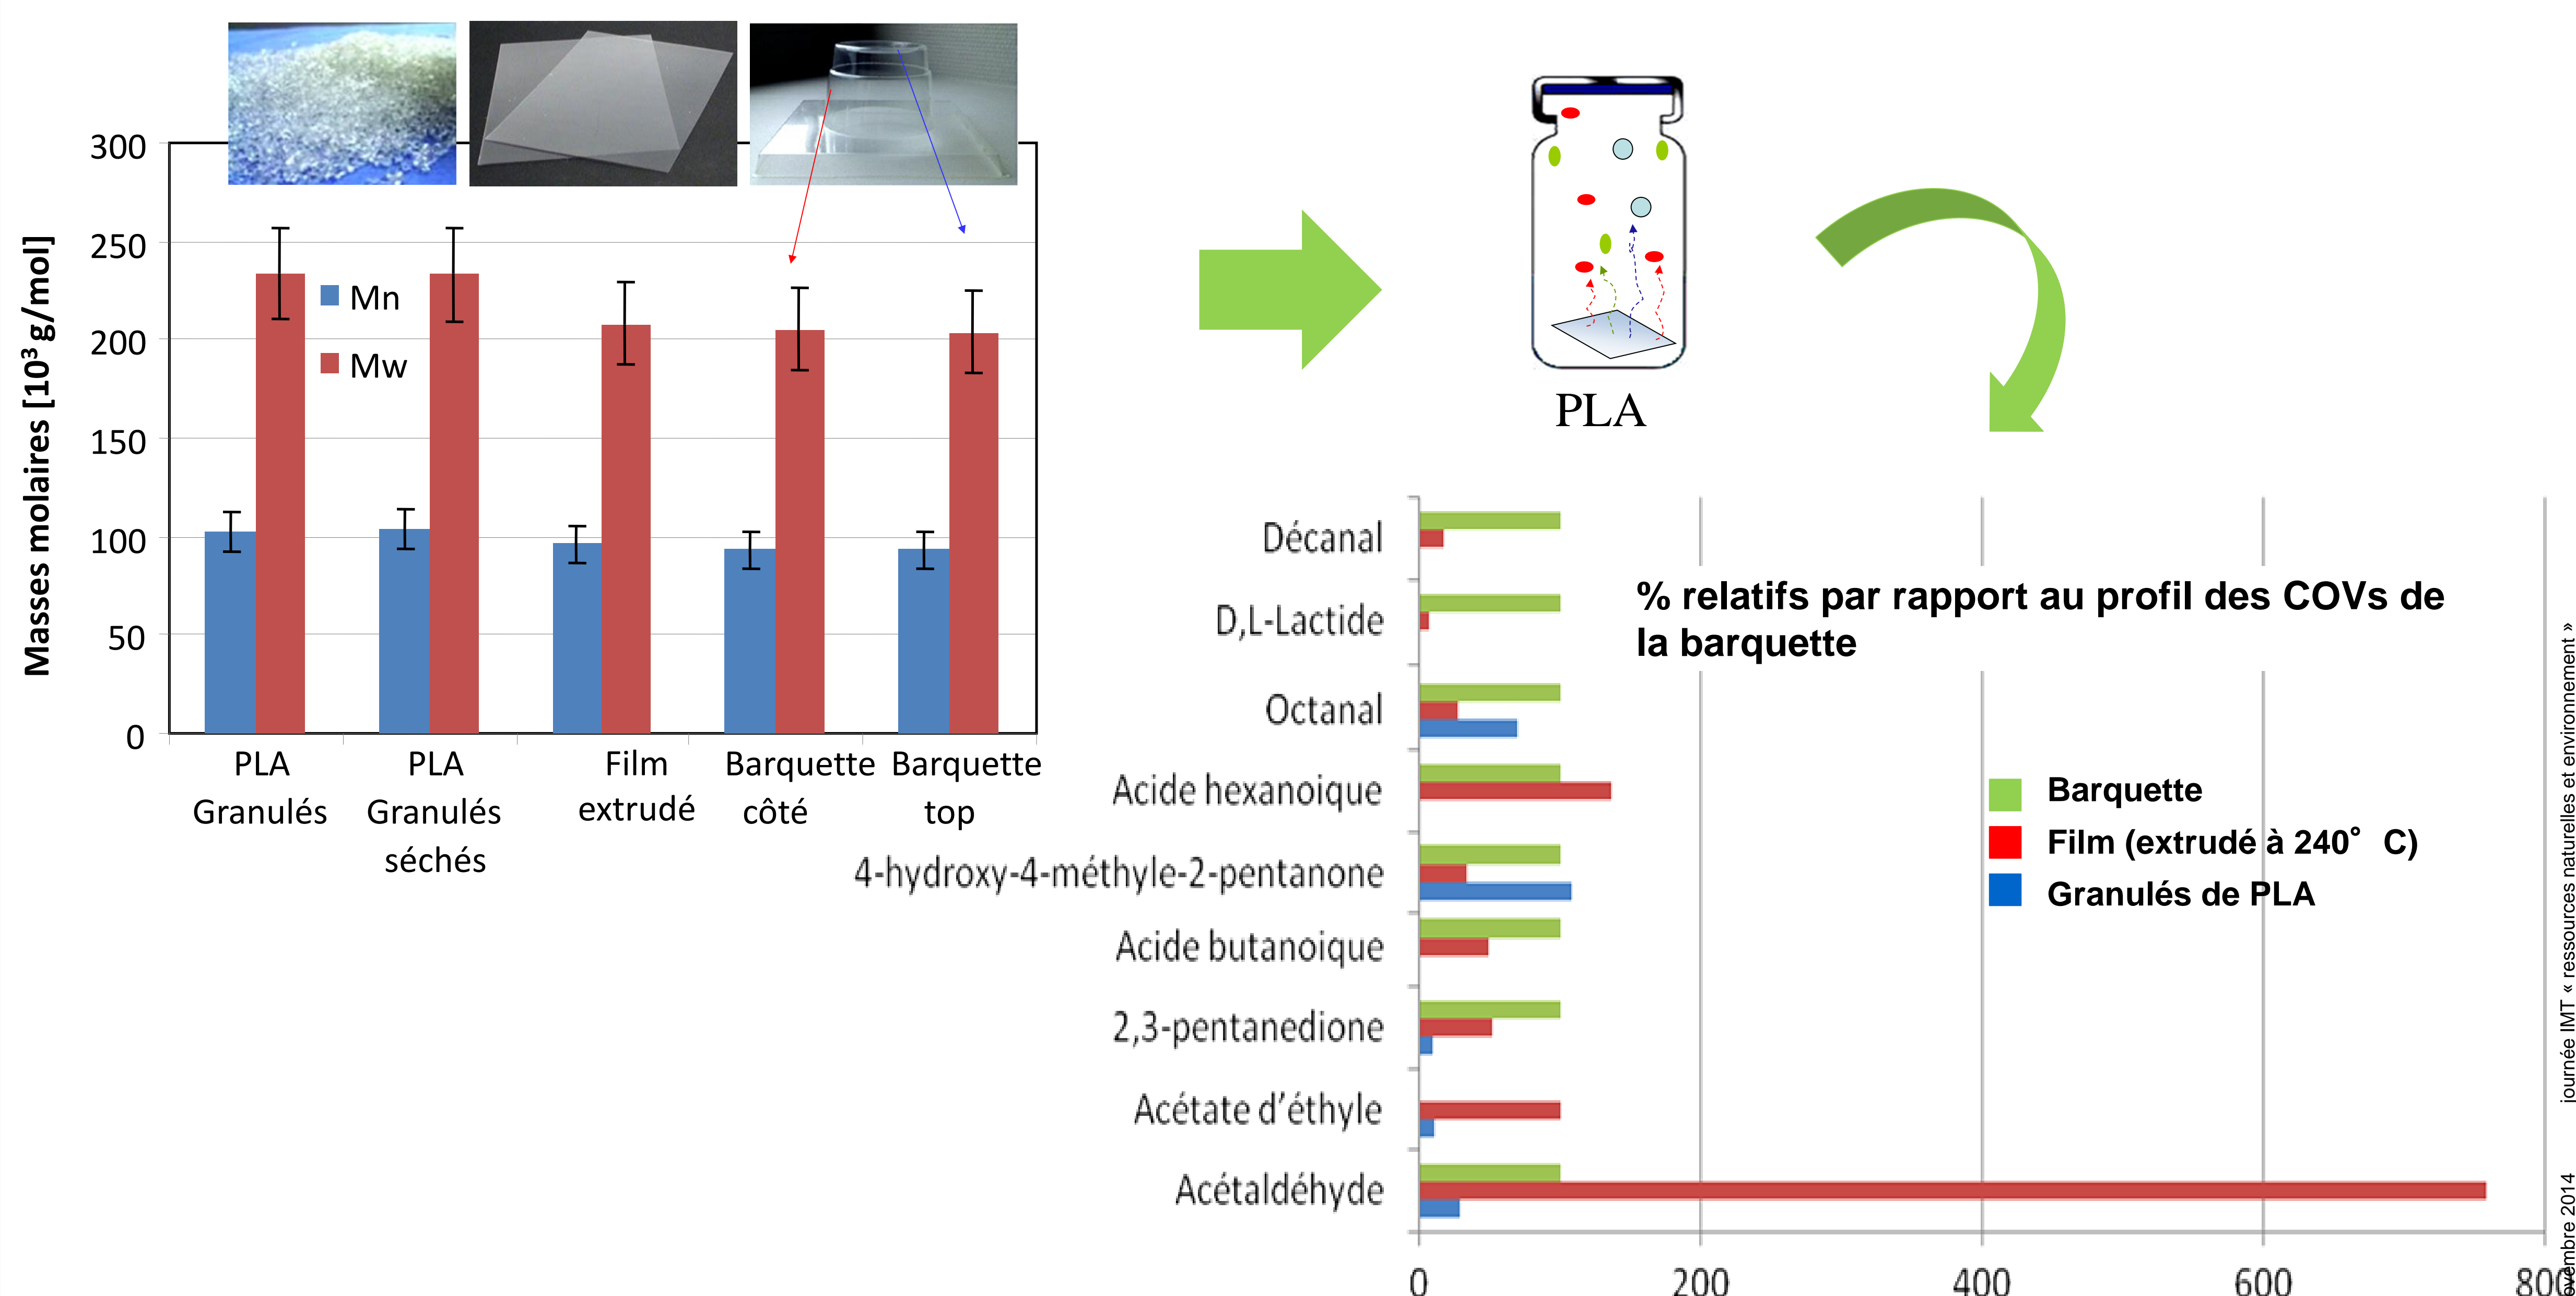 300
250
200
150
100
50
0
Masses molaires [10³ g/mol]
Mn
Mw
PLA
Granulés
PLA
Granulés
séchés
Film
extrudé
Barquette
côté
Barquette
top
PLA
% relatifs par rapport au profil des COVs de
la barquette
Décanal
D,L-Lactide
Octanal
Acide hexanoique
4-hydroxy-4-méthyle-2-pentanone
Acide butanoique
2,3-pentanedione
Acétate d'éthyle
Acétaldéhyde
Barquette
Film (extrudé à 240° C)
Granulés de PLA
0
200
400
600
800
journée IMT « ressources naturelles et environnement »
2014